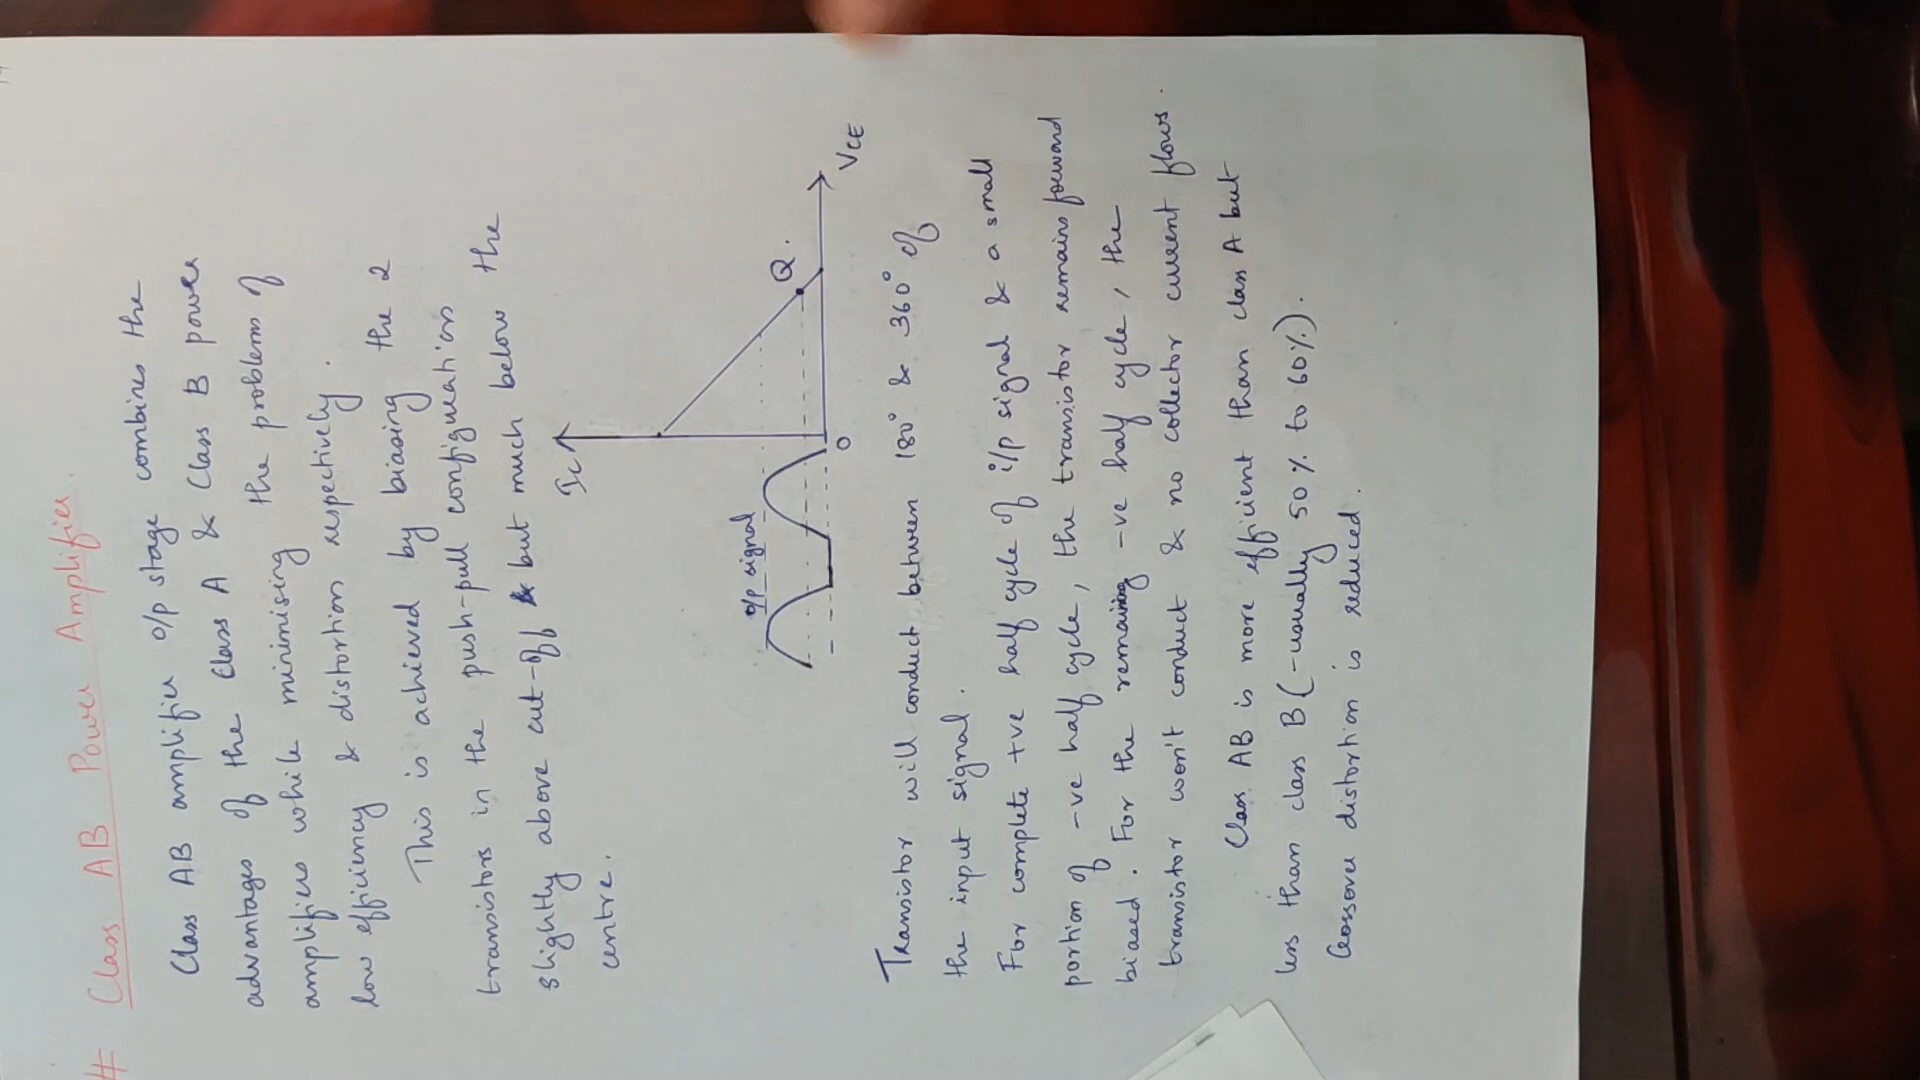 # Class AB Power Amplifier.
Class AB amplifier o/p stage combines the
advantages of the class A & Class B power
amplifiers while minimising the problems of
low efficiency & distortion respectively.
This is achieved by biasing the 2
transistors in the push-pull configurations
slightly above cut-off but much below the
centre.
Ic
o/p signal
Q.
O
VCE
Transistor will conduct between 180° & 360° of
the input signal.
For complete +ve half cycle of i/p signal & a small
portion of -ve half cycle, the transistor remains forward
biased. For the remaining -ve half cycle, the
transistor won't conduct & no collector current flows.
Class AB is more efficient than class A but
less than class B (-usually 50% to 60%).
Crossover distortion is reduced.